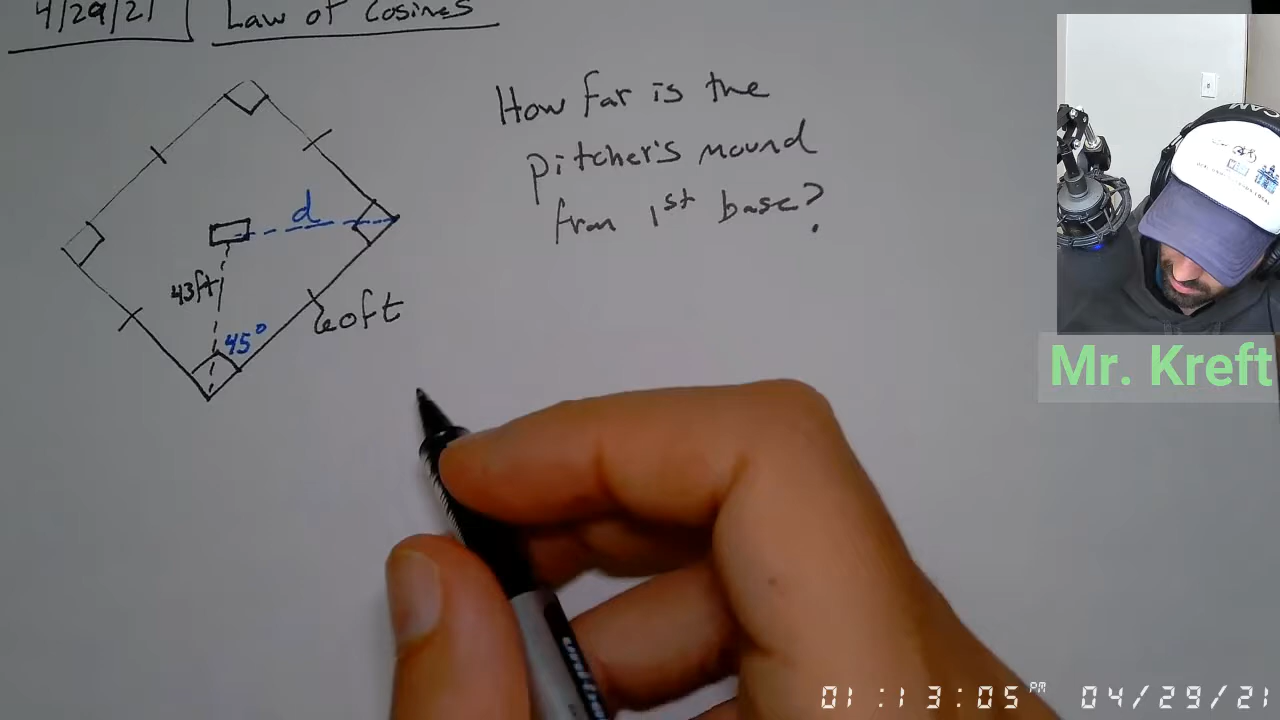 4/29/21 Law of Cosines
How far is the
pitcher's mound
from 1st base?
d
43ft
45°
60ft
Mr. Kreft
01:13:05 PM 04/29/21